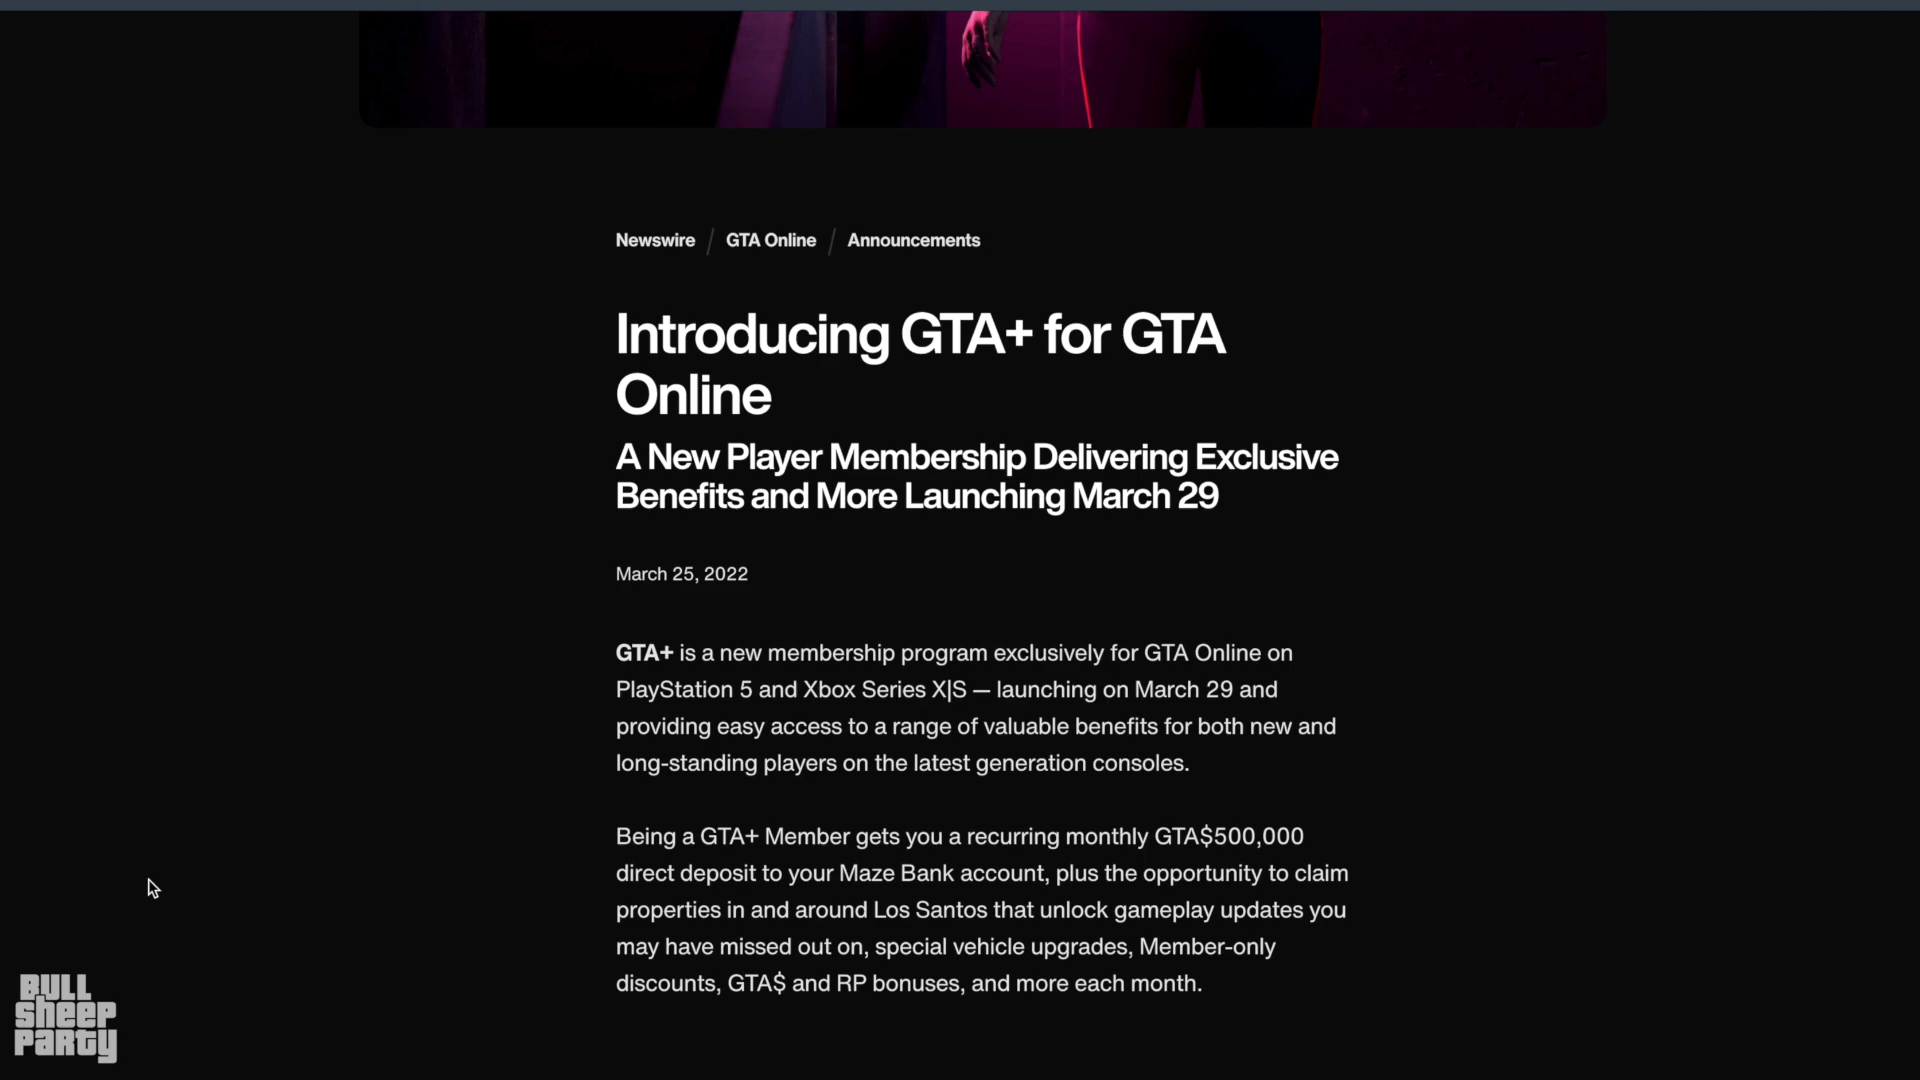 Newswire / GTA Online / Announcements
Introducing GTA+ for GTA
Online
A New Player Membership Delivering Exclusive
Benefits and More Launching March 29
March 25, 2022
GTA+ is a new membership program exclusively for GTA Online on
PlayStation 5 and Xbox Series X|S — launching on March 29 and
providing easy access to a range of valuable benefits for both new and
long-standing players on the latest generation consoles.
Being a GTA+ Member gets you a recurring monthly GTA$500,000
direct deposit to your Maze Bank account, plus the opportunity to claim
properties in and around Los Santos that unlock gameplay updates you
may have missed out on, special vehicle upgrades, Member-only
discounts, GTA$ and RP bonuses, and more each month.
BULL
sheep
party